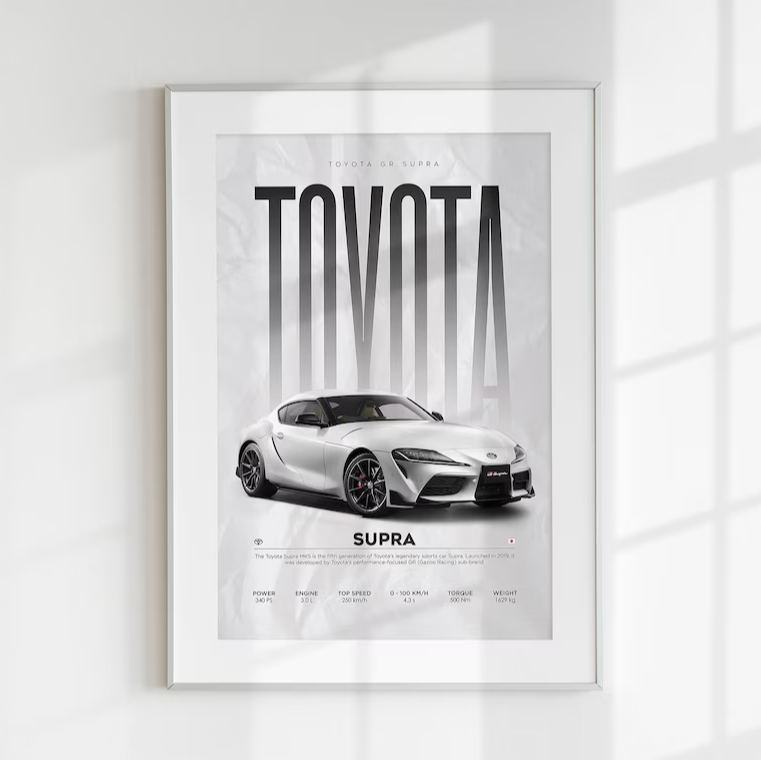 TOYOTA GR SUPRA
TOYOTA
Supra
SUPRA
The Toyota Supra MK5 is the fifth generation of Toyota's legendary sports car Supra. Launched in 2019, it
was developed by Toyota's performance-focused GR (Gazoo Racing) sub-brand
POWER ENGINE TOP SPEED 0 - 100 KM/H TORQUE WEIGHT
340 PS 3.0 L 250 km/h 4.3 s 500 Nm 1629 kg